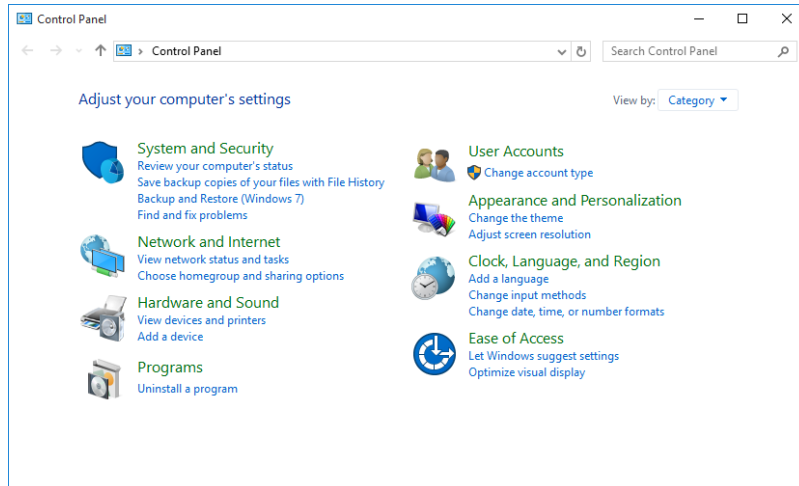 Control Panel
Control Panel
Search Control Panel
Adjust your computer's settings
View by: Category
System and Security
Review your computer's status
Save backup copies of your files with File History
Backup and Restore (Windows 7)
Find and fix problems
Network and Internet
View network status and tasks
Choose homegroup and sharing options
Hardware and Sound
View devices and printers
Add a device
Programs
Uninstall a program
User Accounts
Change account type
Appearance and Personalization
Change the theme
Adjust screen resolution
Clock, Language, and Region
Add a language
Change input methods
Change date, time, or number formats
Ease of Access
Let Windows suggest settings
Optimize visual display